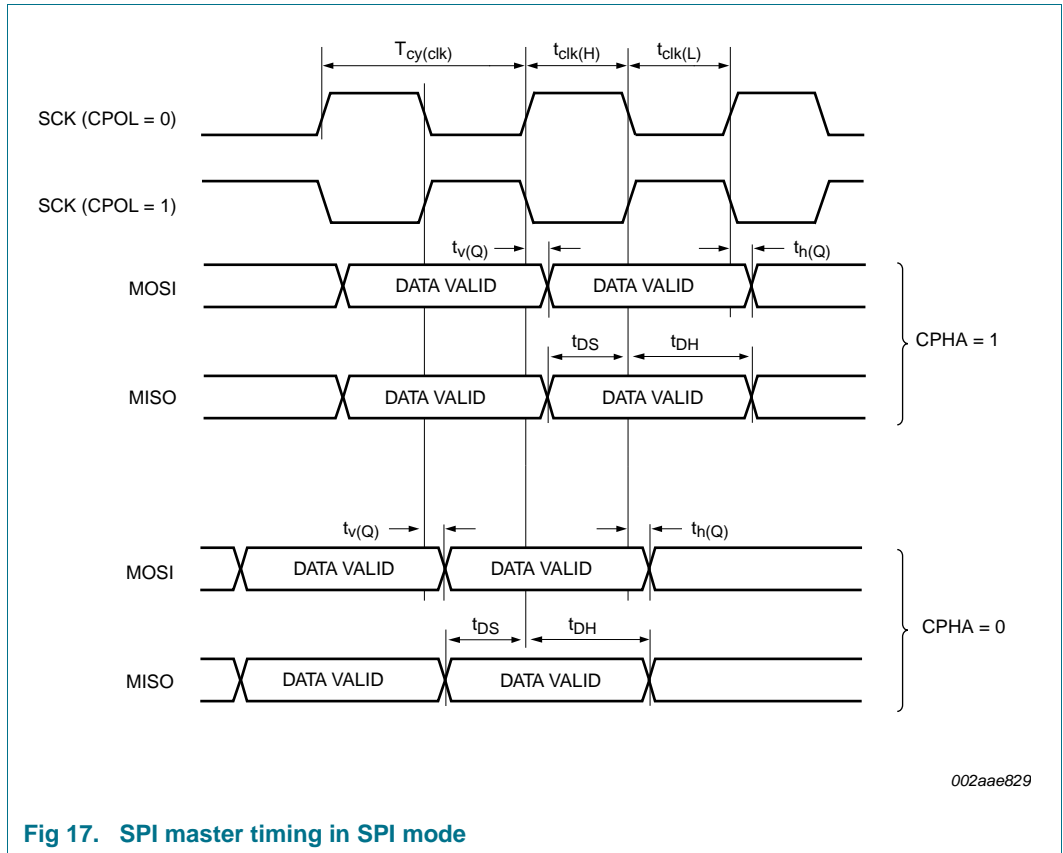 Tcy(clk) tclk(H) tclk(L)
SCK (CPOL = 0)
SCK (CPOL = 1)
tv(Q) th(Q)
MOSI DATA VALID DATA VALID
CPHA = 1
tDS tDH
MISO DATA VALID DATA VALID
tv(Q) th(Q)
MOSI DATA VALID DATA VALID
CPHA = 0
tDS tDH
MISO DATA VALID DATA VALID
002aae829
Fig 17. SPI master timing in SPI mode